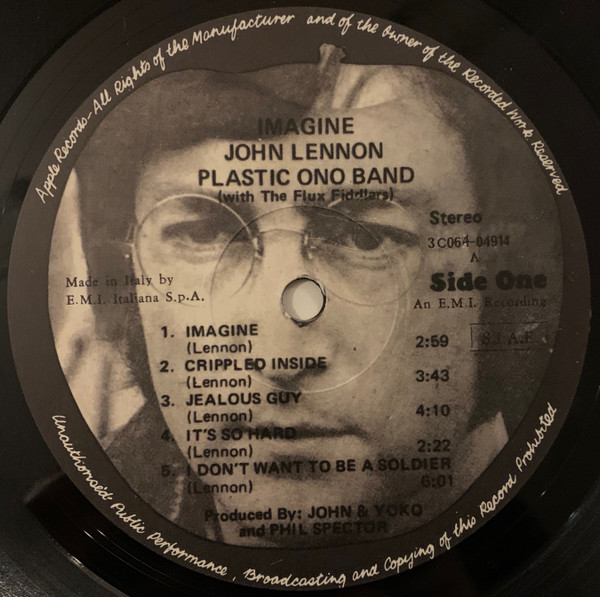 Apple Records-All Rights of the Manufacturer and of the Owner of the Recorded Work Reserved
IMAGINE
JOHN LENNON
PLASTIC ONO BAND
(with The Flux Fiddlers)
Stereo
3C064-04914
A
Made in Italy by
E.M.I. Italiana S.p.A.
Side One
An E.M.I. Recording
S.I.A.E.
1. IMAGINE
(Lennon) 2:59
2. CRIPPLED INSIDE
(Lennon) 3:43
3. JEALOUS GUY
(Lennon) 4:10
4. IT'S SO HARD
(Lennon) 2:22
5. I DON'T WANT TO BE A SOLDIER
(Lennon) 6:01
Produced By: JOHN & YOKO
and PHIL SPECTOR
Unauthorised Public Performance, Broadcasting and Copying of this Record Prohibited